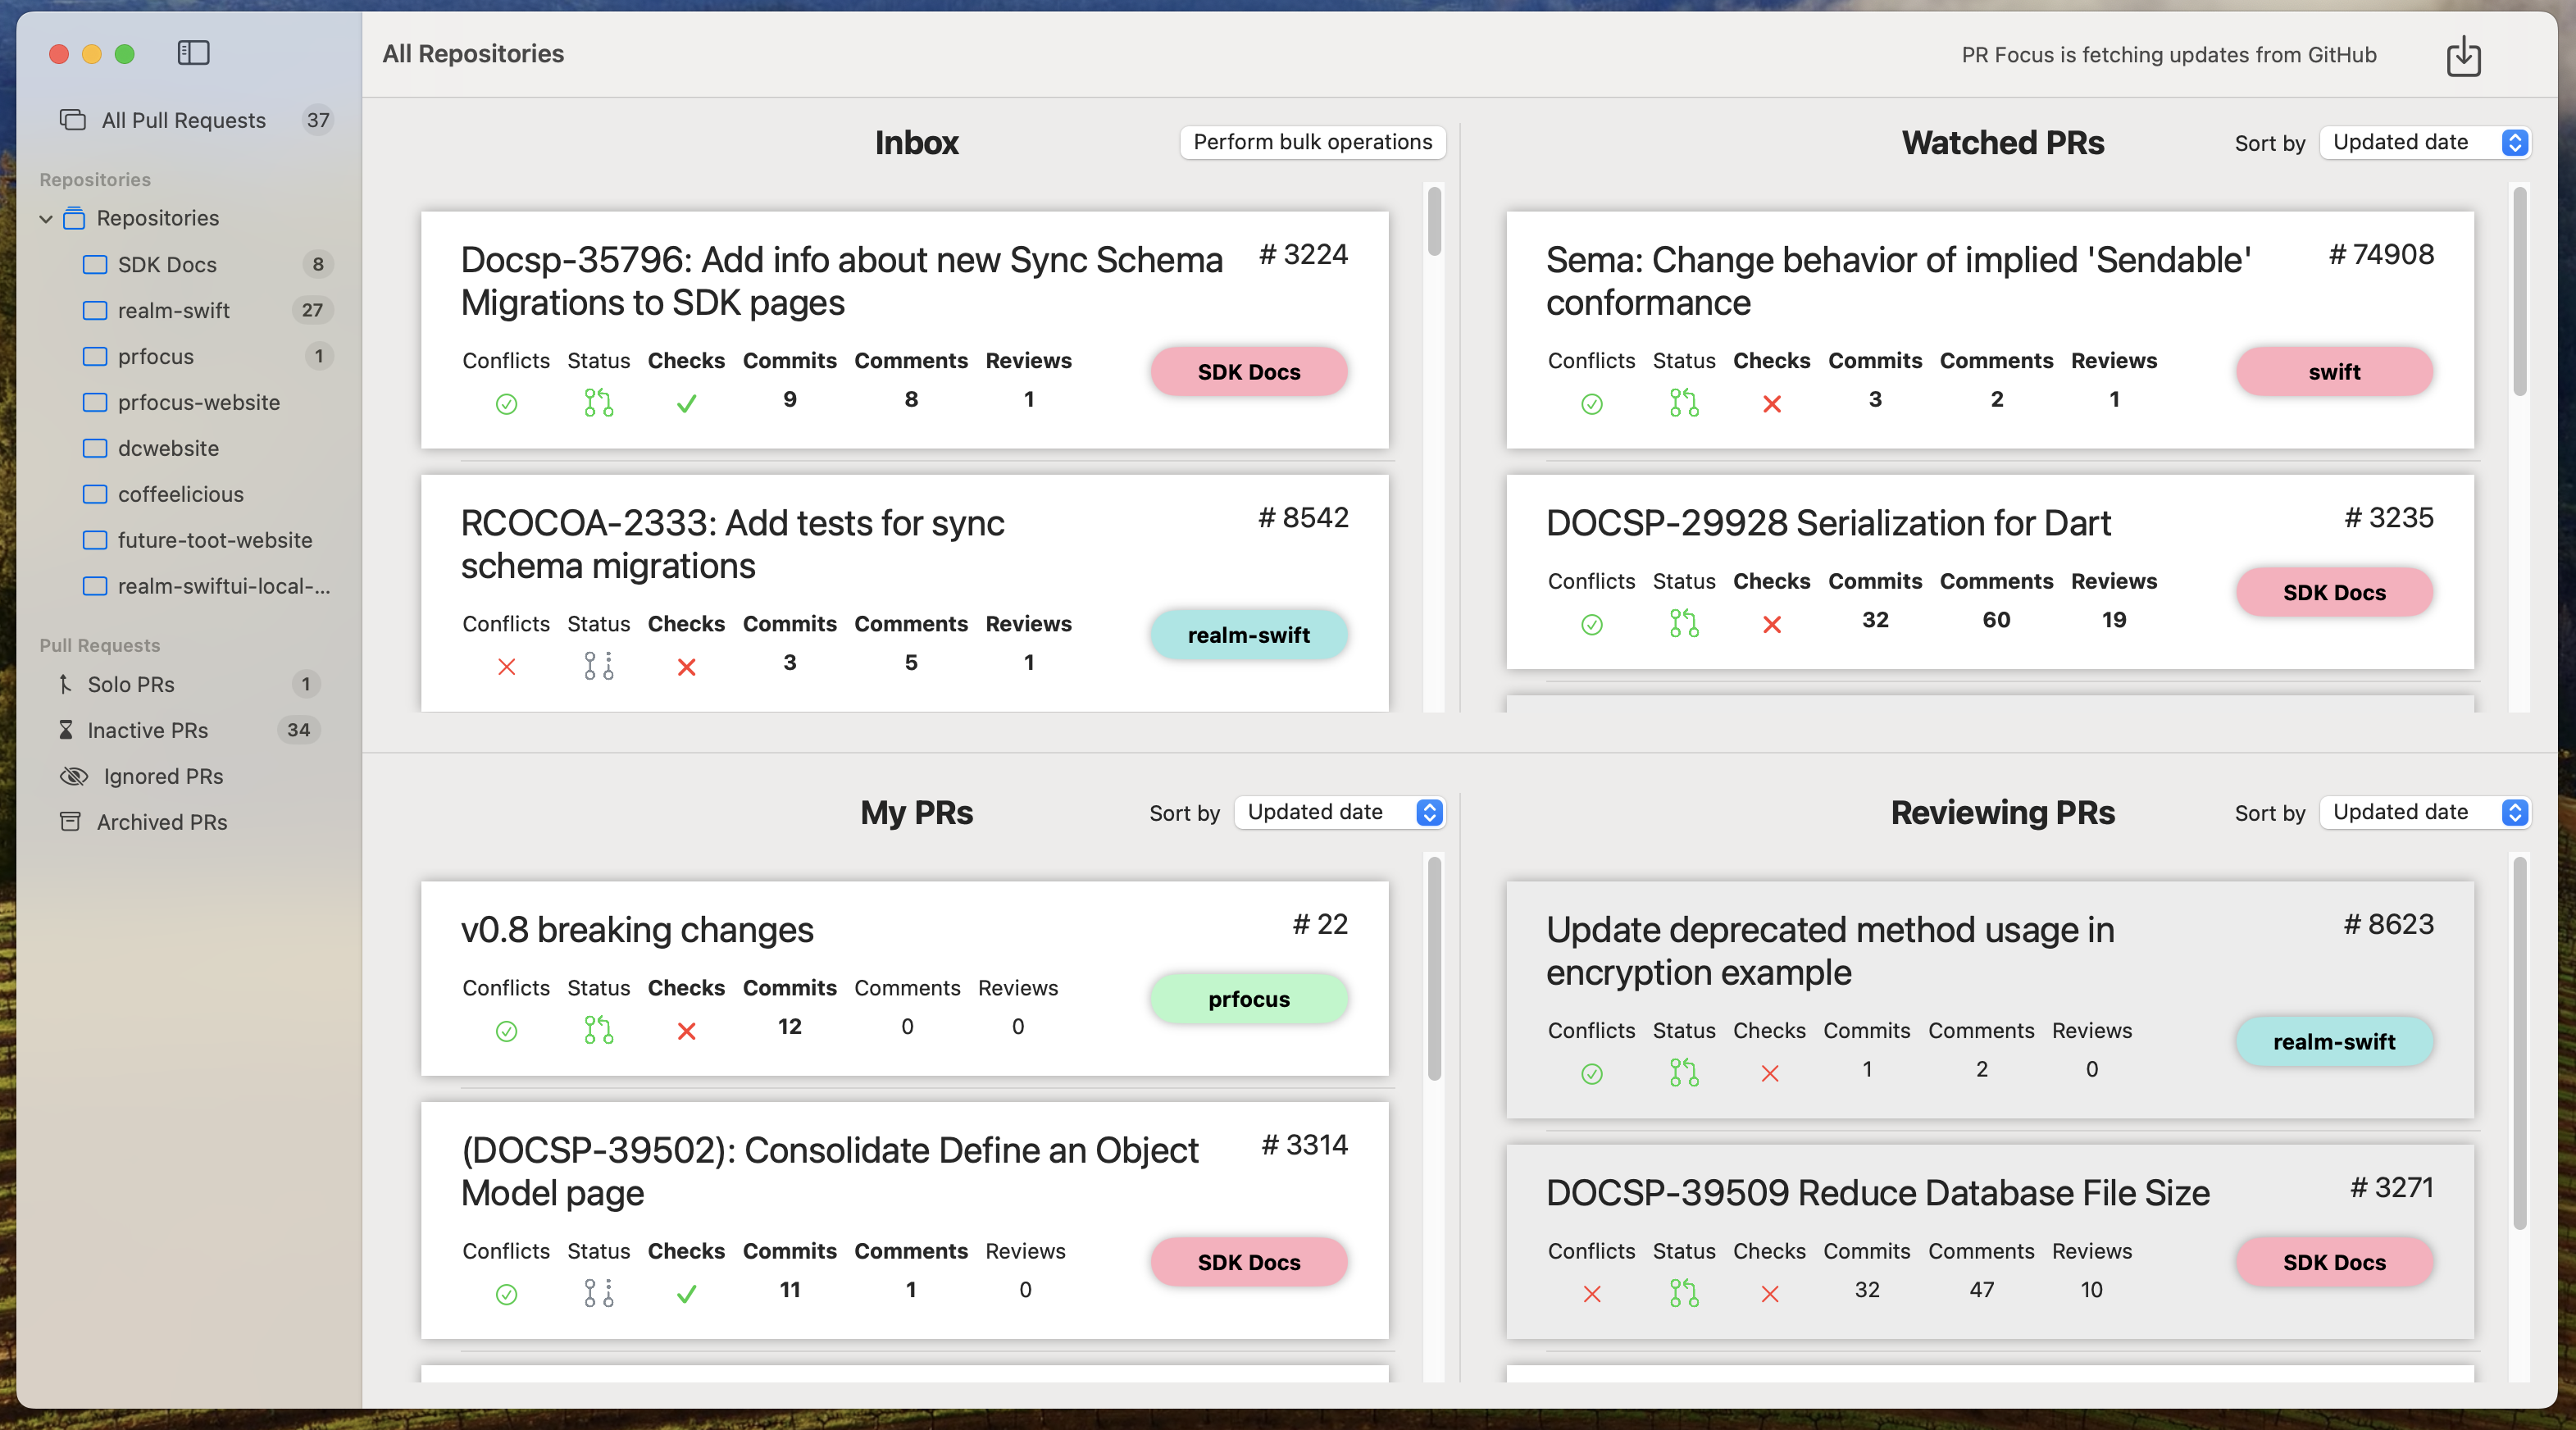 All Repositories
PR Focus is fetching updates from GitHub
All Pull Requests 37
Repositories
Repositories
SDK Docs 8
realm-swift 27
prfocus 1
prfocus-website
dcwebsite
coffeelicious
future-toot-website
realm-swiftui-local-...
Pull Requests
Solo PRs 1
Inactive PRs 34
Ignored PRs
Archived PRs
Inbox
Perform bulk operations
Docsp-35796: Add info about new Sync Schema
Migrations to SDK pages
# 3224
Conflicts Status Checks Commits Comments Reviews
9 8 1
SDK Docs
RCOCOA-2333: Add tests for sync
schema migrations
# 8542
Conflicts Status Checks Commits Comments Reviews
3 5 1
realm-swift
Watched PRs
Sort by Updated date
Sema: Change behavior of implied 'Sendable'
conformance
# 74908
Conflicts Status Checks Commits Comments Reviews
3 2 1
swift
DOCSP-29928 Serialization for Dart
# 3235
Conflicts Status Checks Commits Comments Reviews
32 60 19
SDK Docs
My PRs
Sort by Updated date
v0.8 breaking changes
# 22
Conflicts Status Checks Commits Comments Reviews
12 0 0
prfocus
(DOCSP-39502): Consolidate Define an Object
Model page
# 3314
Conflicts Status Checks Commits Comments Reviews
11 1 0
SDK Docs
Reviewing PRs
Sort by Updated date
Update deprecated method usage in
encryption example
# 8623
Conflicts Status Checks Commits Comments Reviews
1 2 0
realm-swift
DOCSP-39509 Reduce Database File Size
# 3271
Conflicts Status Checks Commits Comments Reviews
32 47 10
SDK Docs